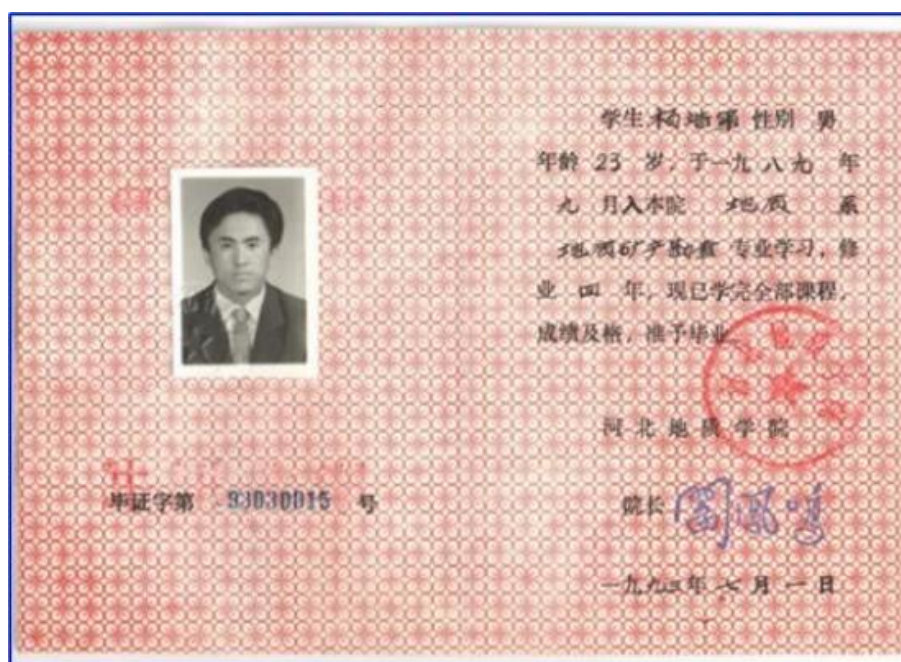 学生杨地雷性别 男
年龄 23 岁，于一九八九 年
九 月入本院 地质 系
地质矿产勘查 专业学习，修
业 四 年，现已学完全部课程，
成绩及格，准予毕业
河北地质学院
毕证字第 93030015 号
院长
一九九三年七月一日